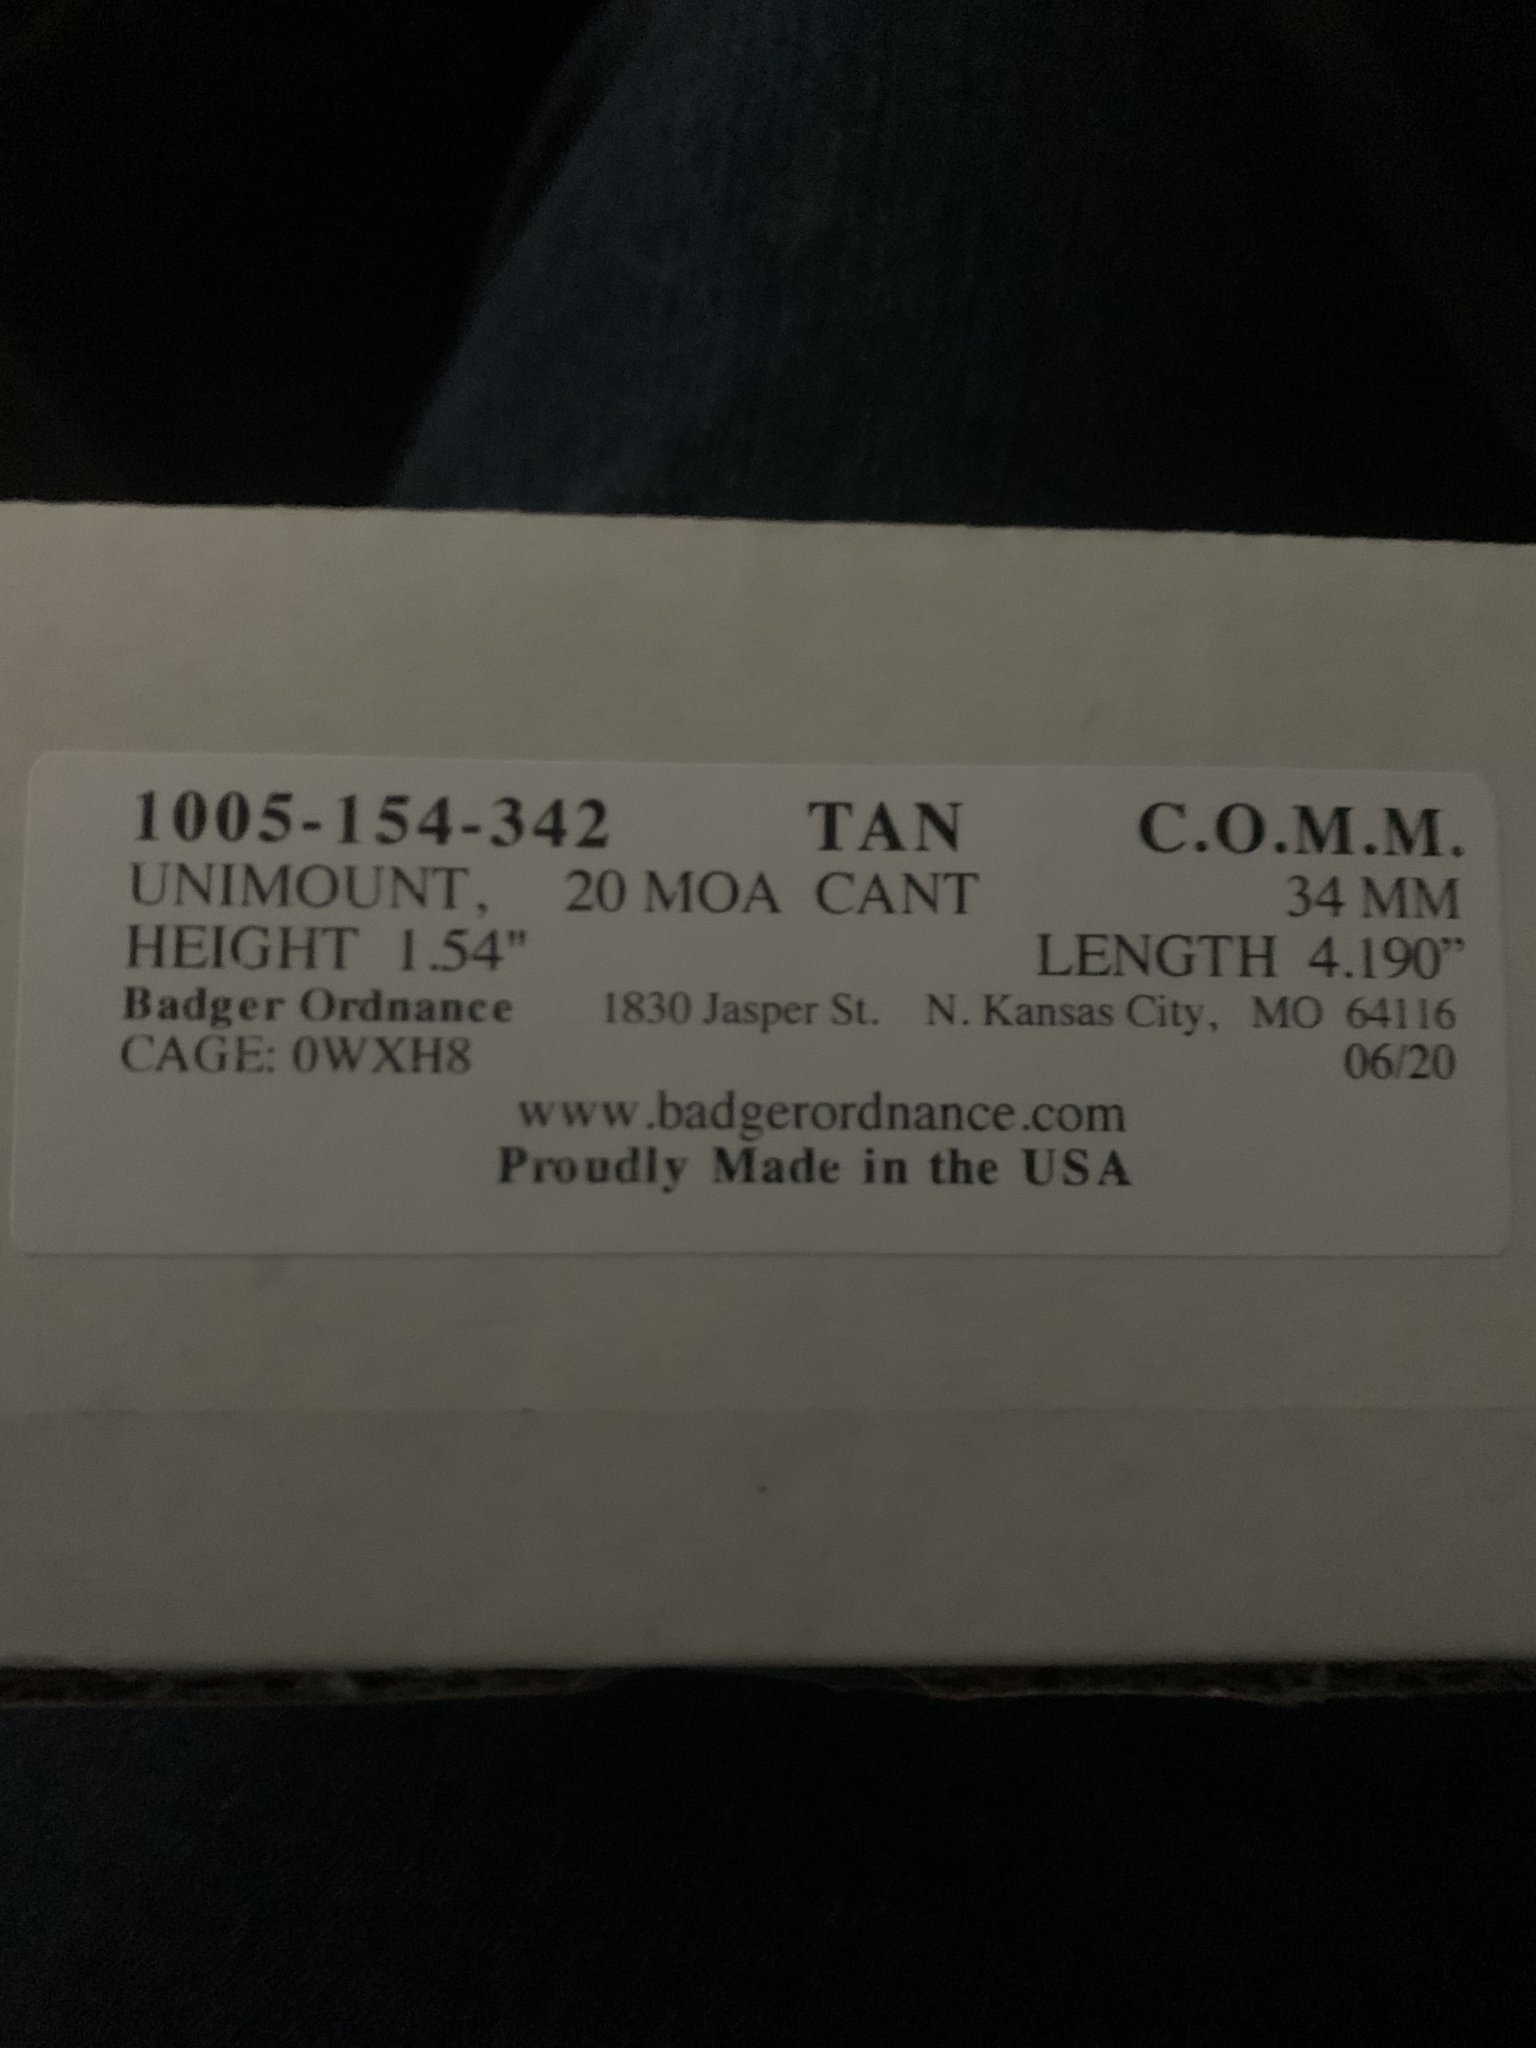 1005-154-342 TAN C.O.M.M.
UNIMOUNT, 20 MOA CANT 34 MM
HEIGHT 1.54" LENGTH 4.190”
Badger Ordnance 1830 Jasper St. N. Kansas City, MO 64116
CAGE: 0WXH8 06/20
www.badgerordnance.com
Proudly Made in the USA